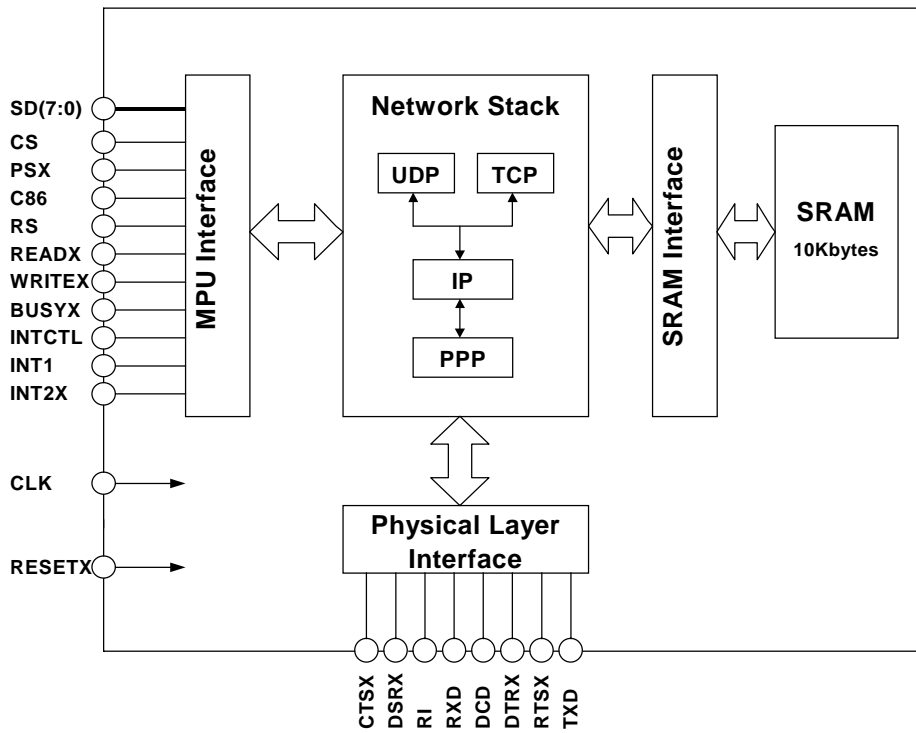 SD(7:0)
CS
PSX
C86
RS
READX
WRITEX
BUSYX
INTCTL
INT1
INT2X
CLK
RESETX
MPU Interface
Network Stack
UDP
TCP
IP
PPP
SRAM Interface
SRAM
10Kbytes
Physical Layer
Interface
CTSX
DSRX
RI
RXD
DCD
DTRX
RTSX
TXD